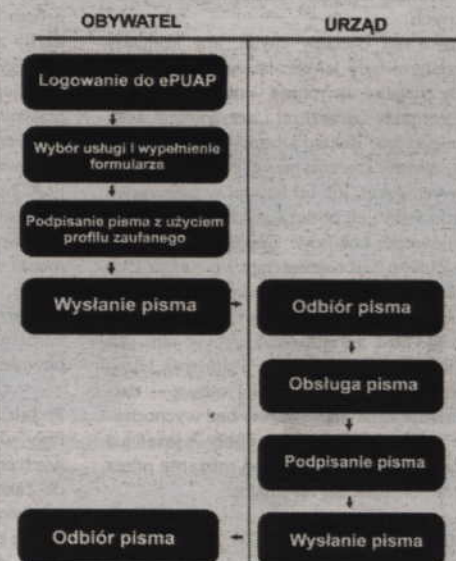 OBYWATEL
URZĄD
Logowanie do ePUAP
Wybór usługi i wypełnienie
formularza
Podpisanie pisma z użyciem
profilu zaufanego
Wysłanie pisma
Odbiór pisma
Obsługa pisma
Podpisanie pisma
Wysłanie pisma
Odbiór pisma